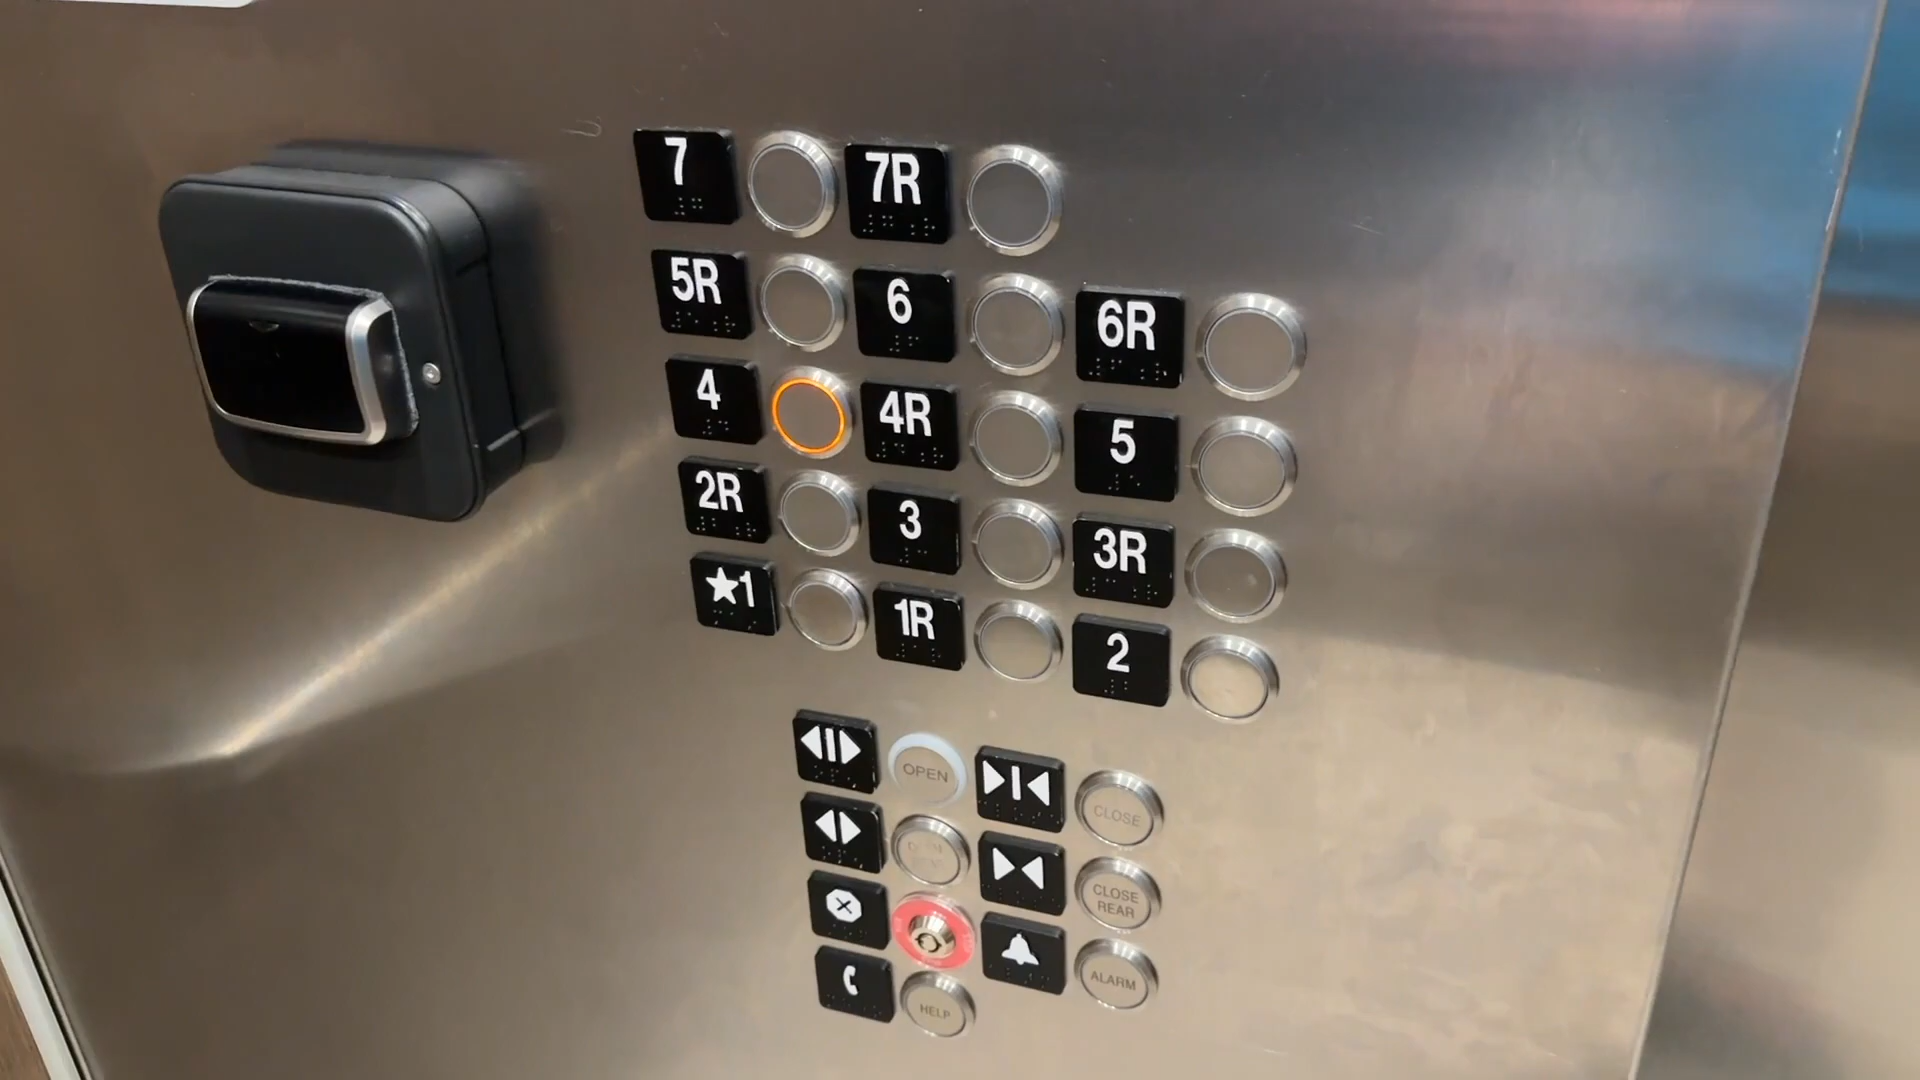 7 7R
5R 6 6R
4 4R 5
2R 3 3R
★1 1R 2
OPEN CLOSE
CLOSE
REAR
ALARM
HELP